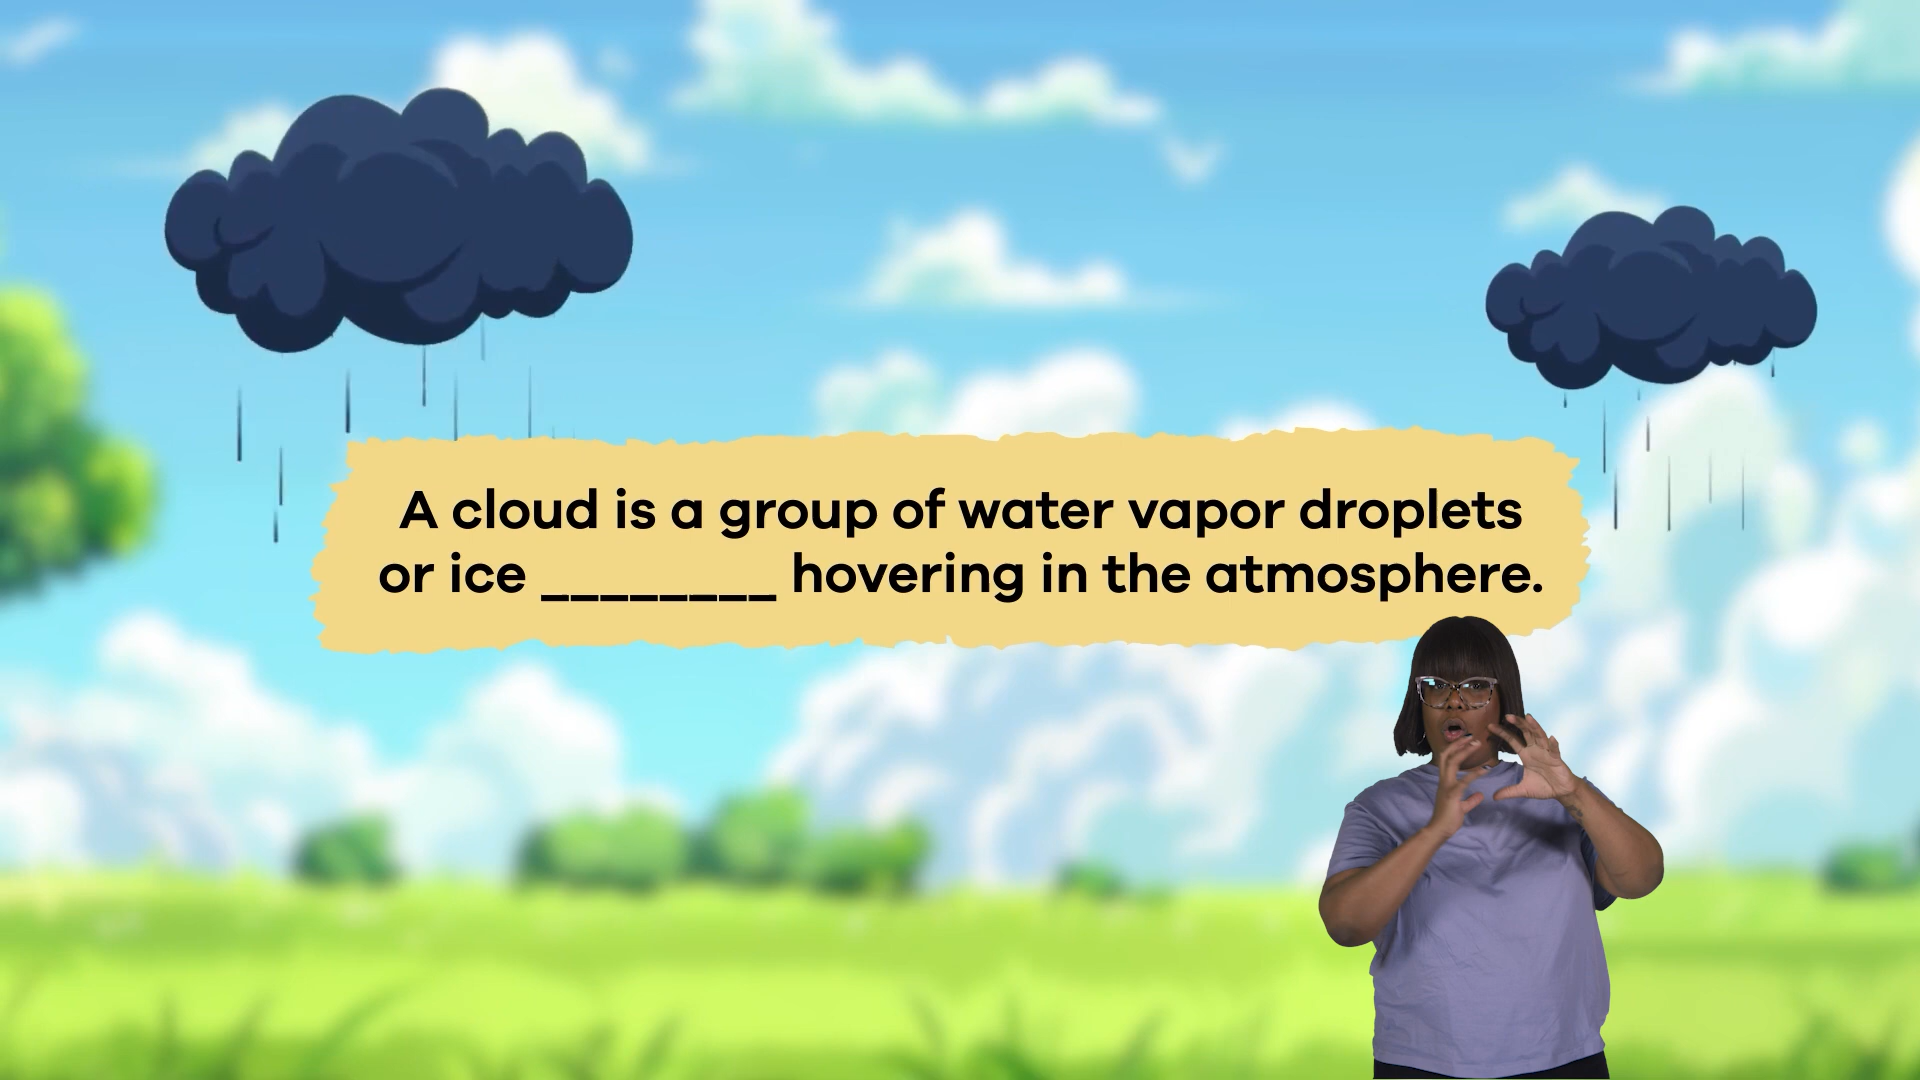 A cloud is a group of water vapor droplets
or ice ________ hovering in the atmosphere.